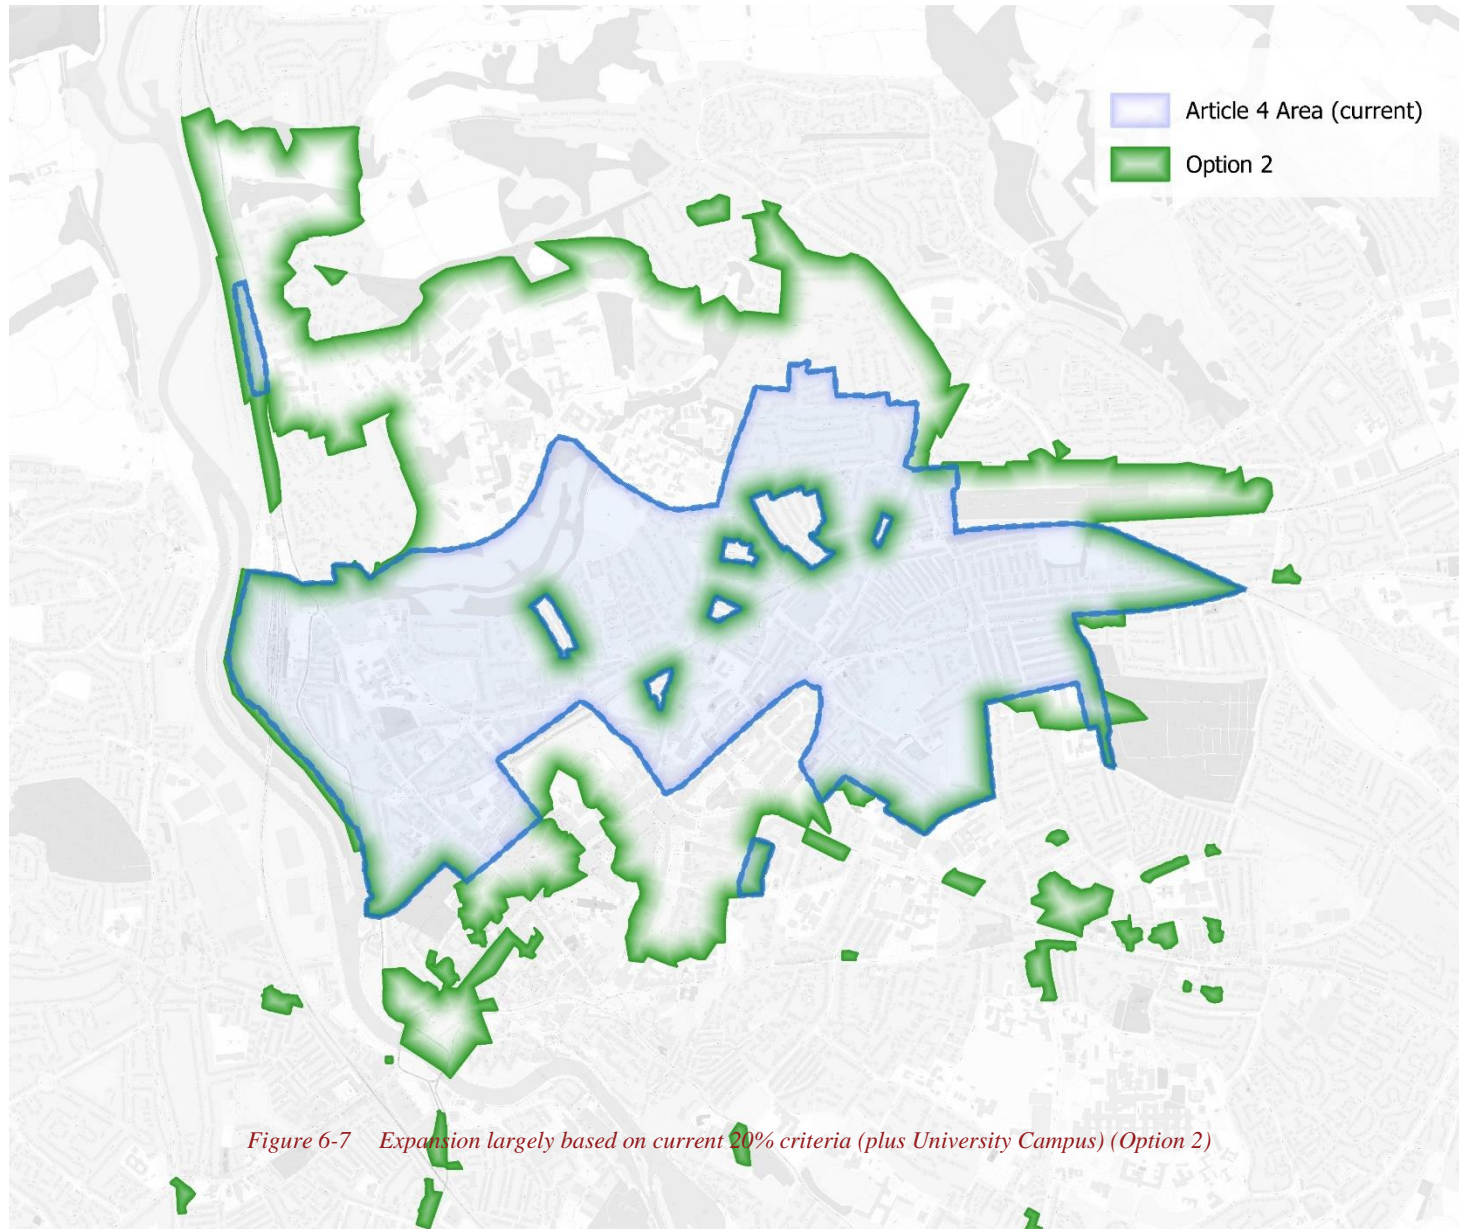 Article 4 Area (current)
Option 2
Figure 6-7 Expansion largely based on current 20% criteria (plus University Campus) (Option 2)